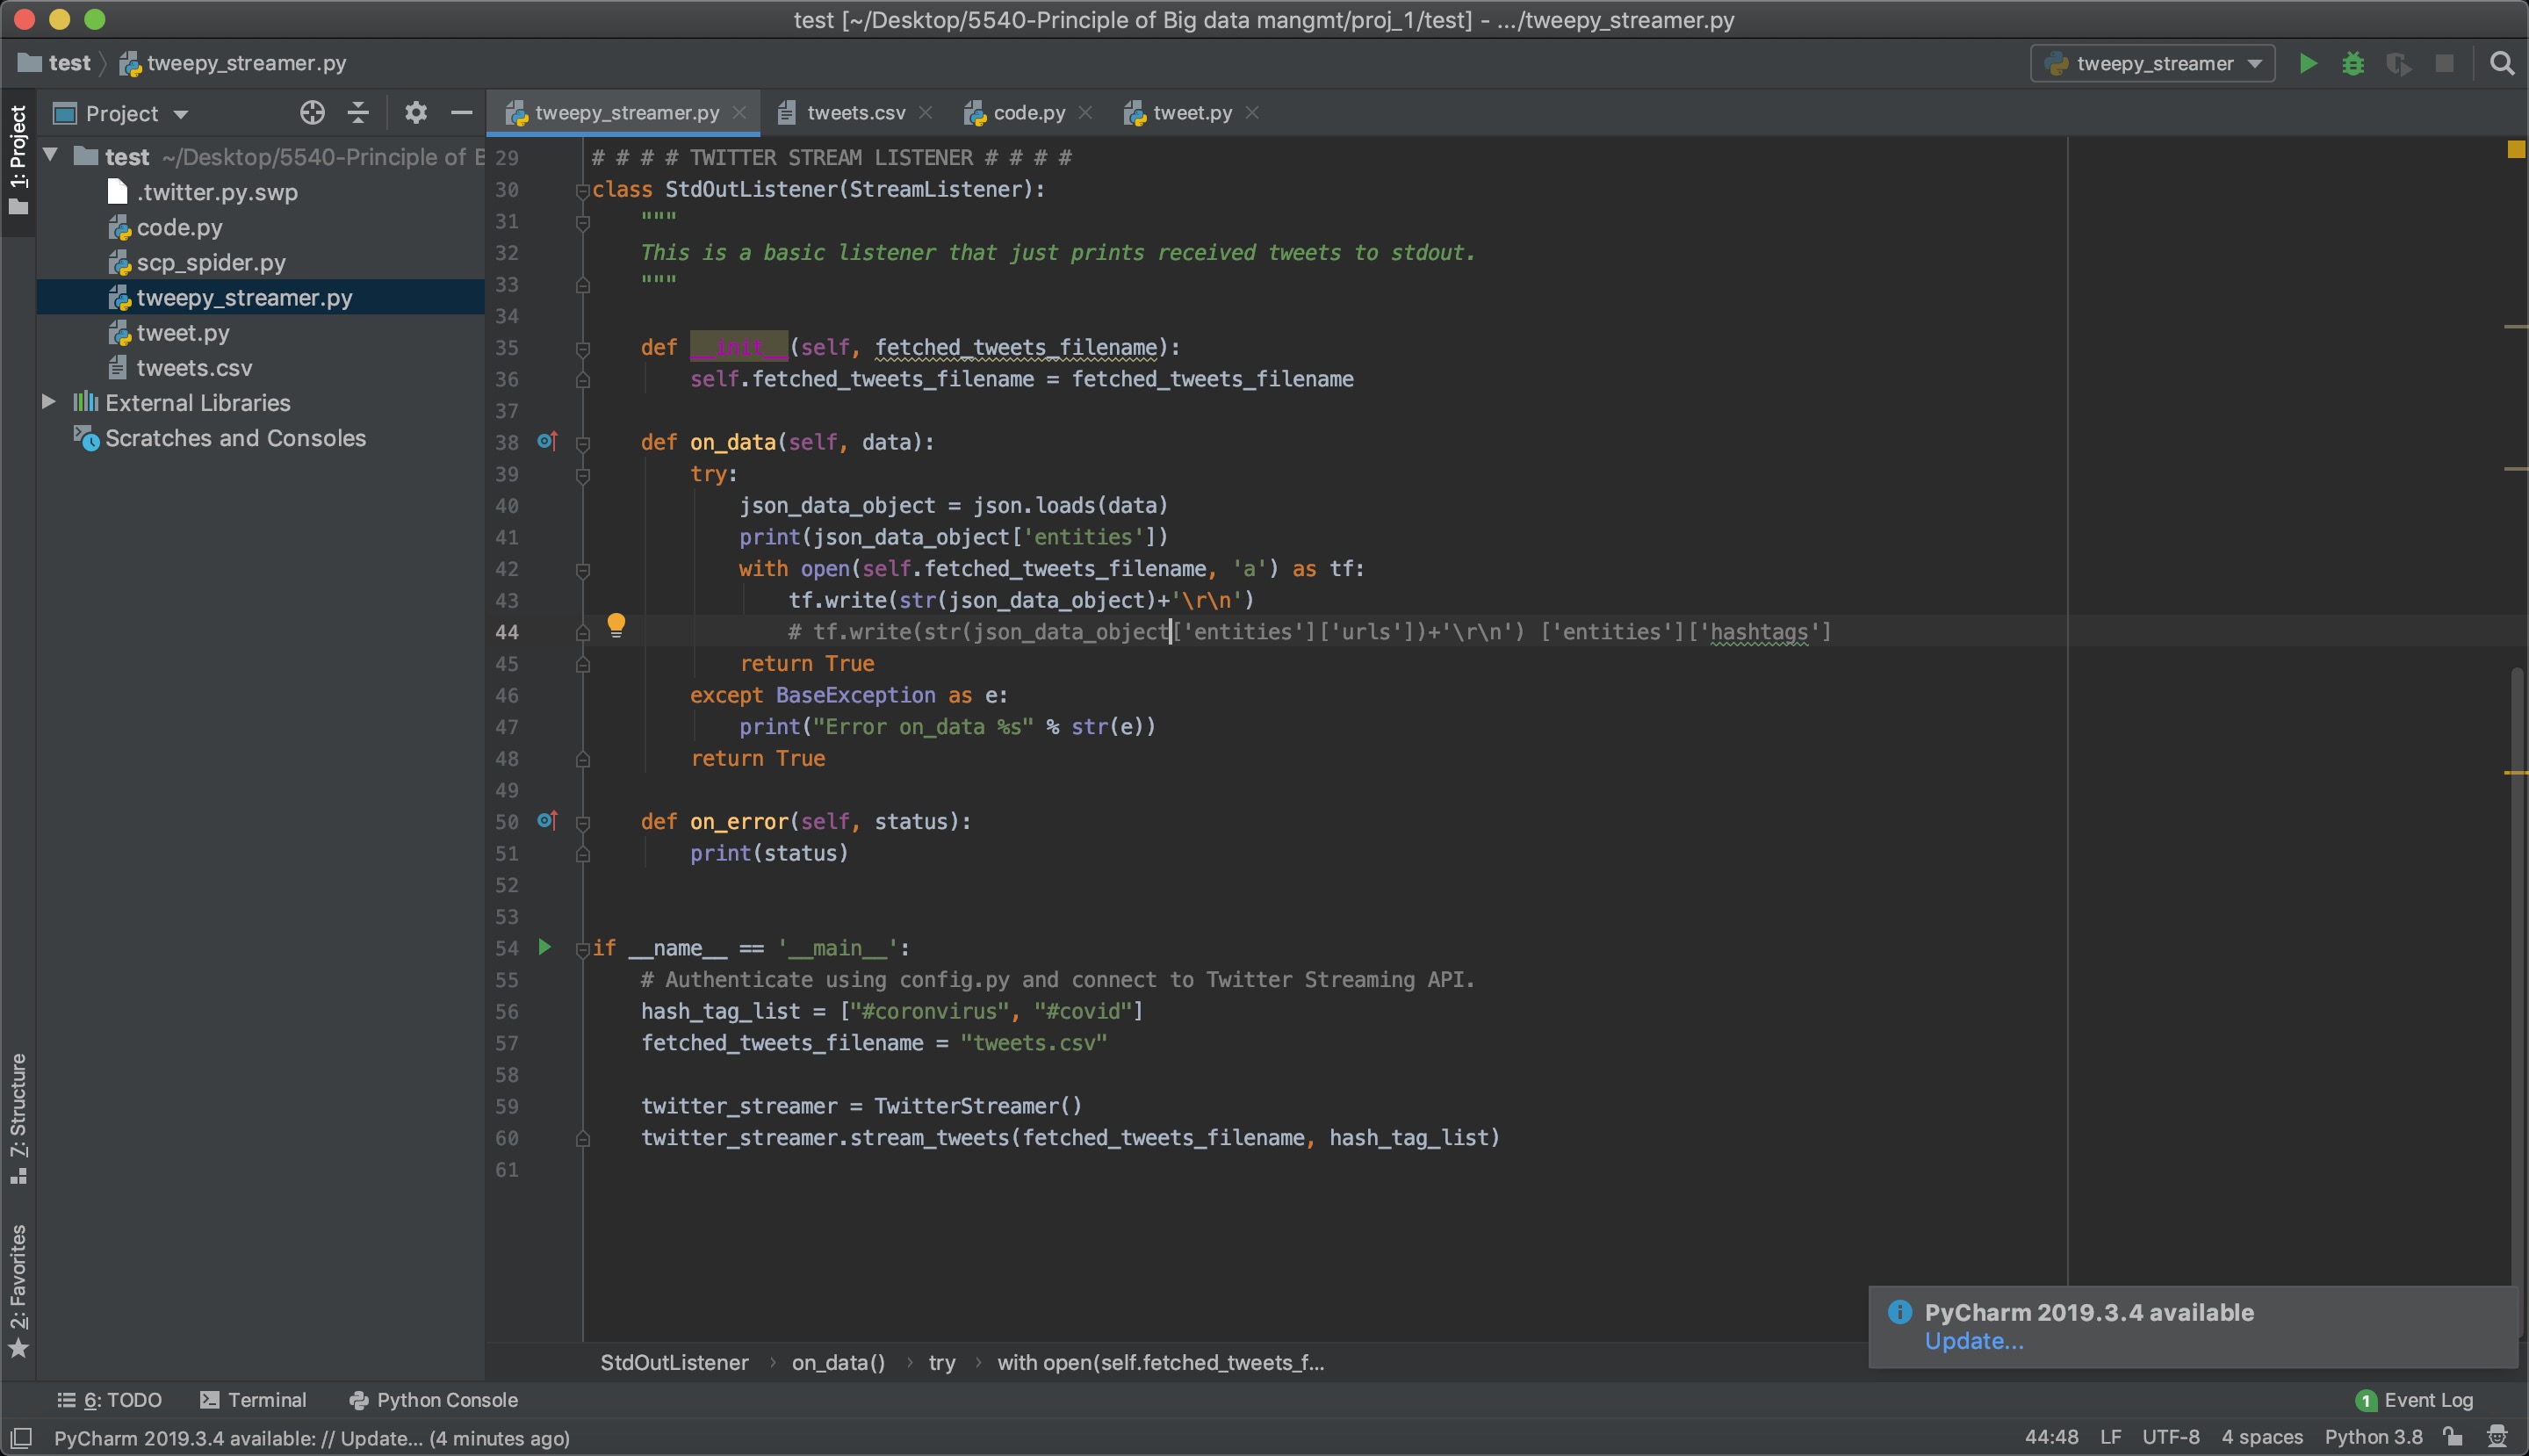 test [~/Desktop/5540-Principle of Big data mangmt/proj_1/test] - .../tweepy_streamer.py
test tweepy_streamer.py
tweepy_streamer
Project
tweepy_streamer.py tweets.csv code.py tweet.py
1: Project
test ~/Desktop/5540-Principle of B
.twitter.py.swp
code.py
scp_spider.py
tweepy_streamer.py
tweet.py
tweets.csv
External Libraries
Scratches and Consoles
7: Structure
2: Favorites
29 # # # # TWITTER STREAM LISTENER # # # #
30 class StdOutListener(StreamListener):
31 """
32 This is a basic listener that just prints received tweets to stdout.
33 """
34
35 def __init__(self, fetched_tweets_filename):
36 self.fetched_tweets_filename = fetched_tweets_filename
37
38 def on_data(self, data):
39 try:
40 json_data_object = json.loads(data)
41 print(json_data_object['entities'])
42 with open(self.fetched_tweets_filename, 'a') as tf:
43 tf.write(str(json_data_object)+'\r\n')
44 # tf.write(str(json_data_object['entities']['urls'])+'\r\n') ['entities']['hashtags']
45 return True
46 except BaseException as e:
47 print("Error on_data %s" % str(e))
48 return True
49
50 def on_error(self, status):
51 print(status)
52
53
54 if __name__ == '__main__':
55 # Authenticate using config.py and connect to Twitter Streaming API.
56 hash_tag_list = ["#coronvirus", "#covid"]
57 fetched_tweets_filename = "tweets.csv"
58
59 twitter_streamer = TwitterStreamer()
60 twitter_streamer.stream_tweets(fetched_tweets_filename, hash_tag_list)
61
PyCharm 2019.3.4 available
Update...
StdOutListener › on_data() › try › with open(self.fetched_tweets_f...
6: TODO Terminal Python Console 1 Event Log
PyCharm 2019.3.4 available: // Update... (4 minutes ago) 44:48 LF UTF-8 4 spaces Python 3.8